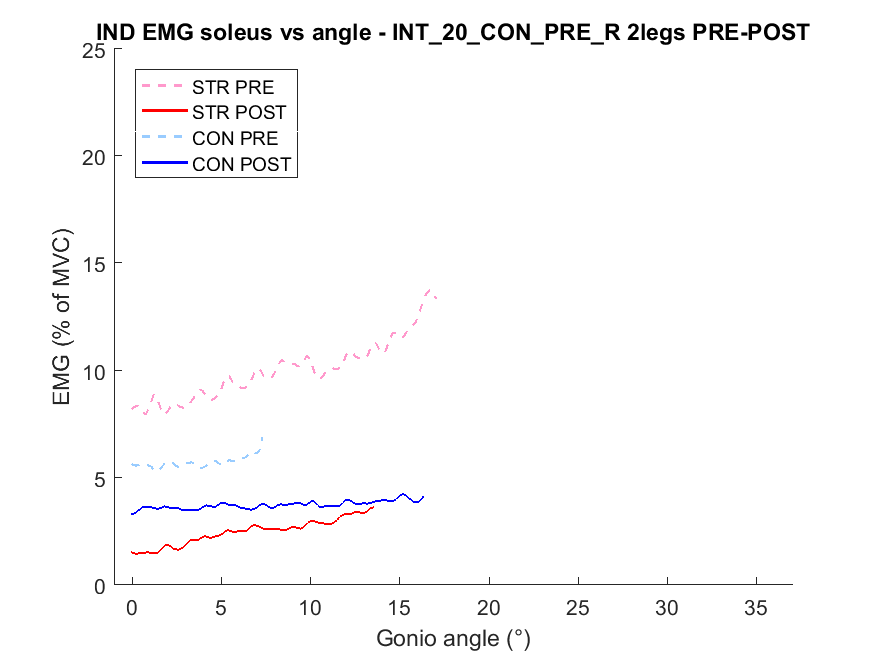 IND EMG soleus vs angle - INT_20_CON_PRE_R 2legs PRE-POST
25
STR PRE
STR POST
CON PRE
CON POST
20
15
10
5
0
EMG (% of MVC)
0 5 10 15 20 25 30 35
Gonio angle (°)